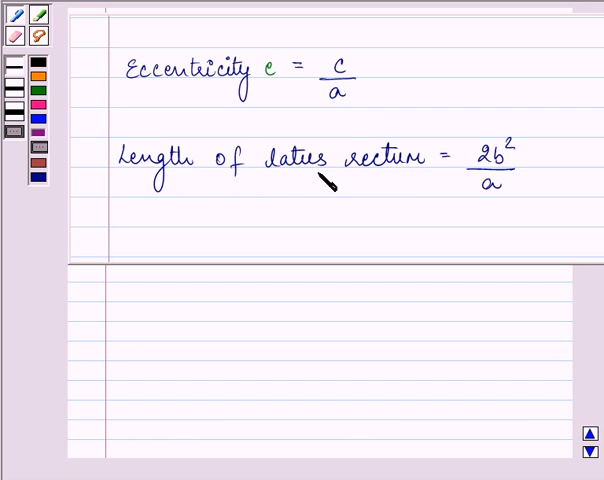 Eccentricity e = c/a
Length of latus rectum = 2b²/a